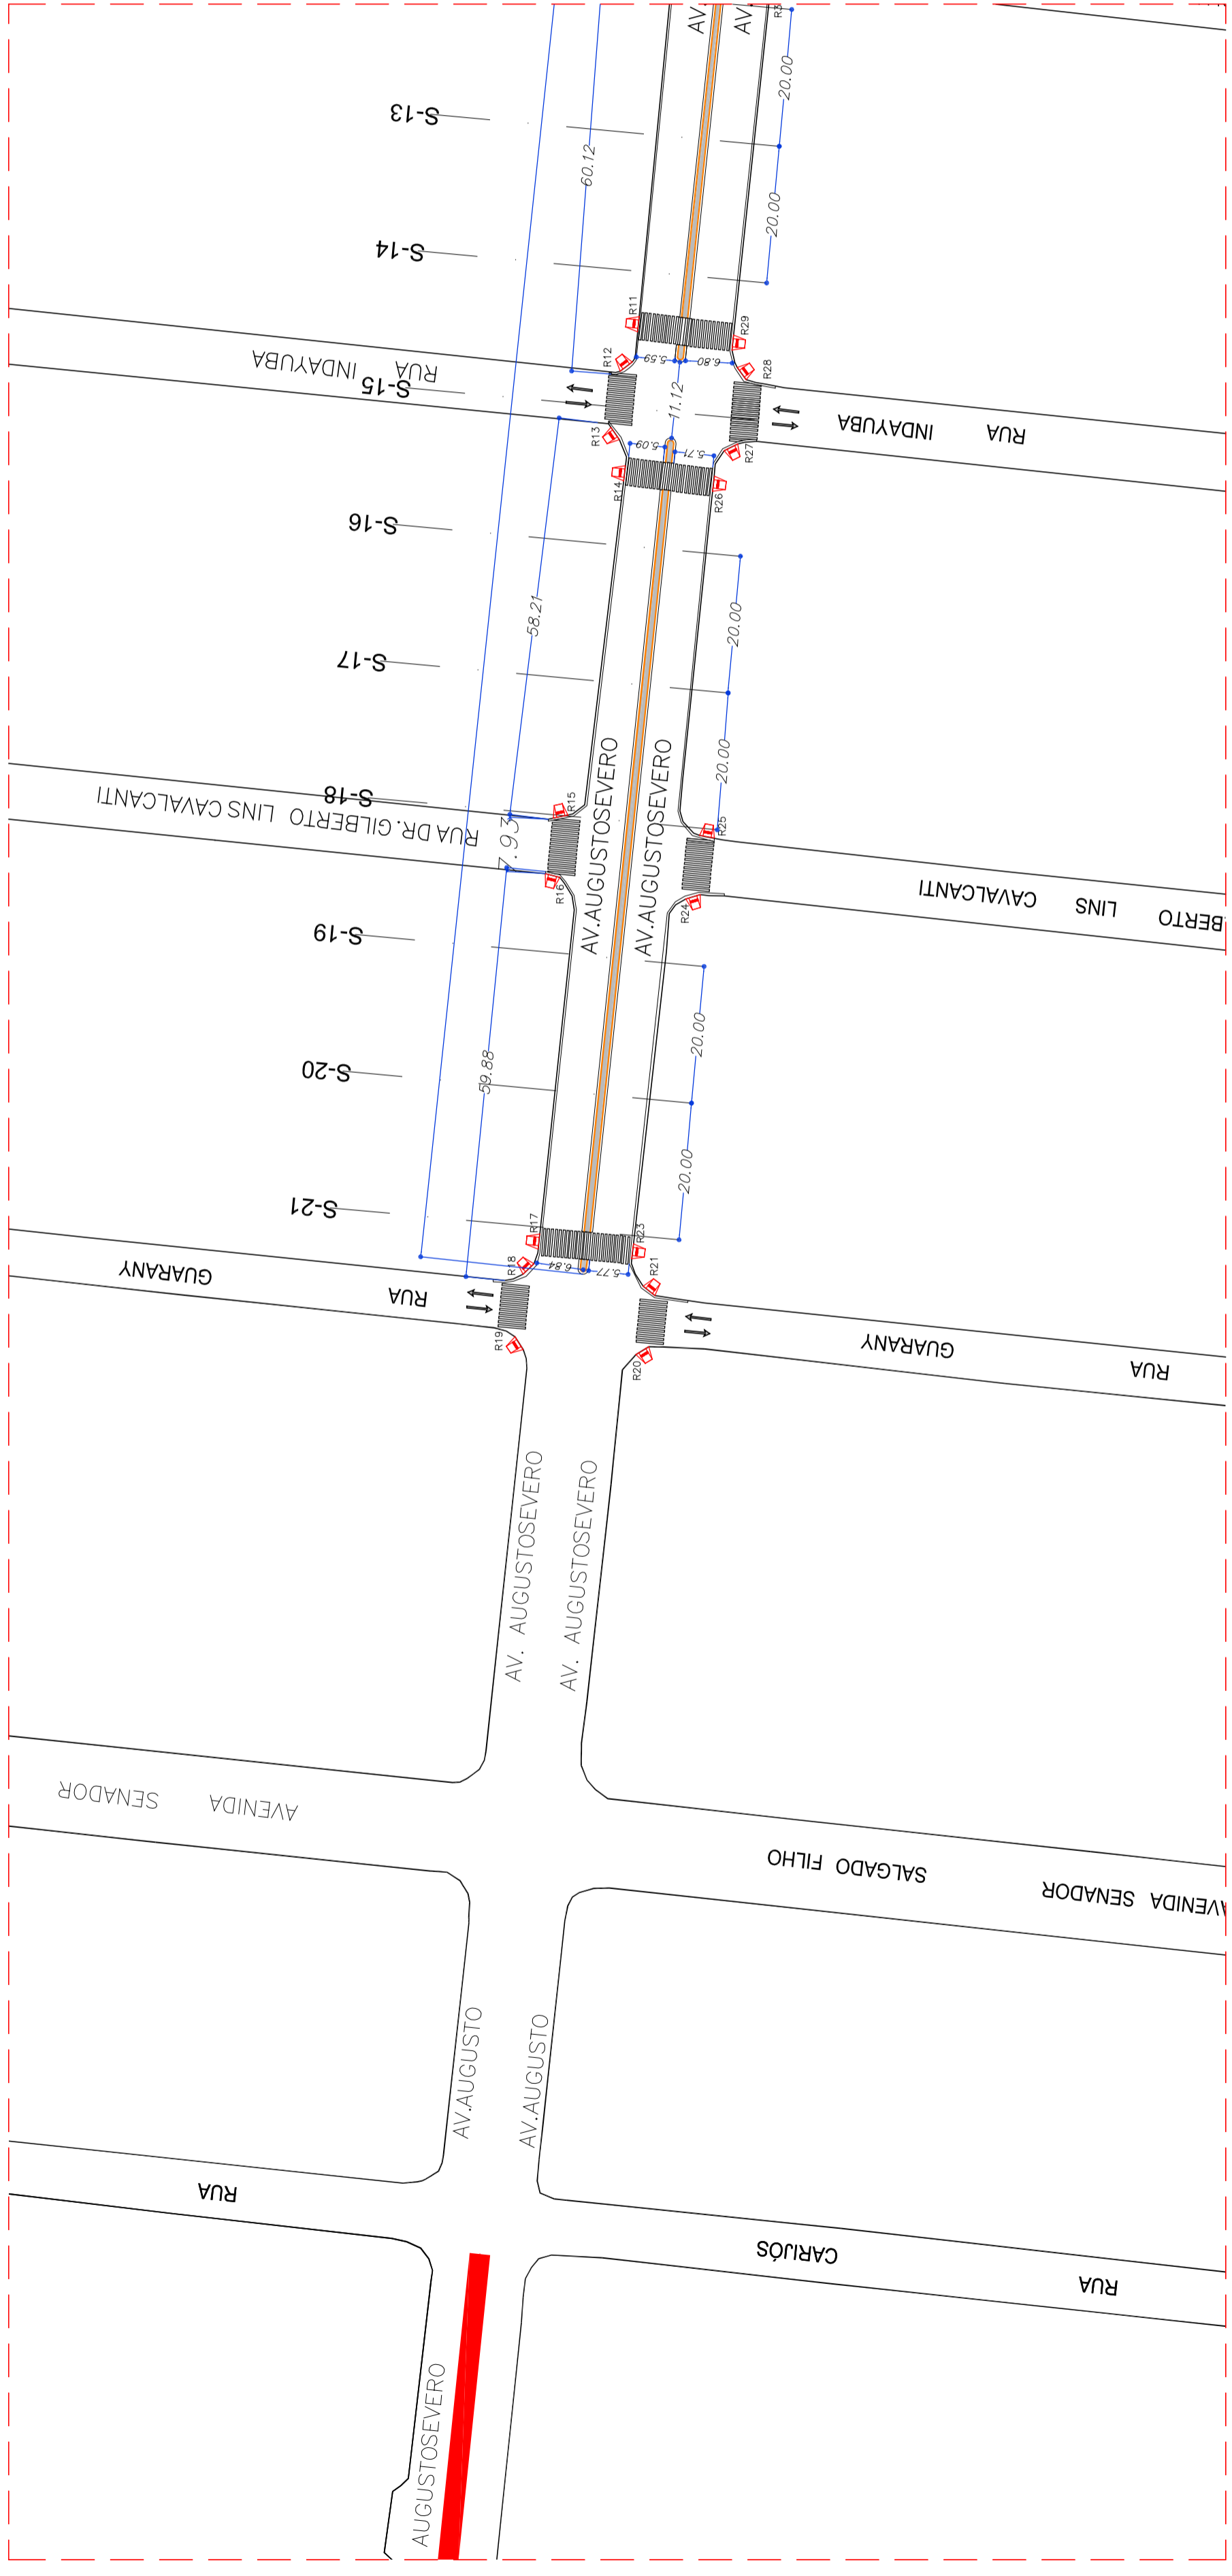 AV.
AV.
R3
20.00
S-13
60.12
20.00
S-14
R11
R29
R12
5.59
6.80
R28
RUA INDAYUBA
S-15
11.12
RUA INDAYUBA
R13
5.09
5.71
R27
R14
R26
S-16
58.21
20.00
S-17
20.00
AV.AUGUSTOSEVERO
AV.AUGUSTOSEVERO
S-18
RUA DR. GILBERTO LINS CAVALCANTI
7.93
R15
R25
R16
R24
BERTO LINS CAVALCANTI
S-19
20.00
S-20
59.88
20.00
S-21
R17
R23
R18
6.84
5.77
R21
RUA GUARANY
R19
R20
RUA GUARANY
AV. AUGUSTOSEVERO
AV. AUGUSTOSEVERO
AVENIDA SENADOR
SALGADO FILHO
AVENIDA SENADOR
AV.AUGUSTO
AV.AUGUSTO
RUA
CARIJÓS
RUA
AUGUSTOSEVERO